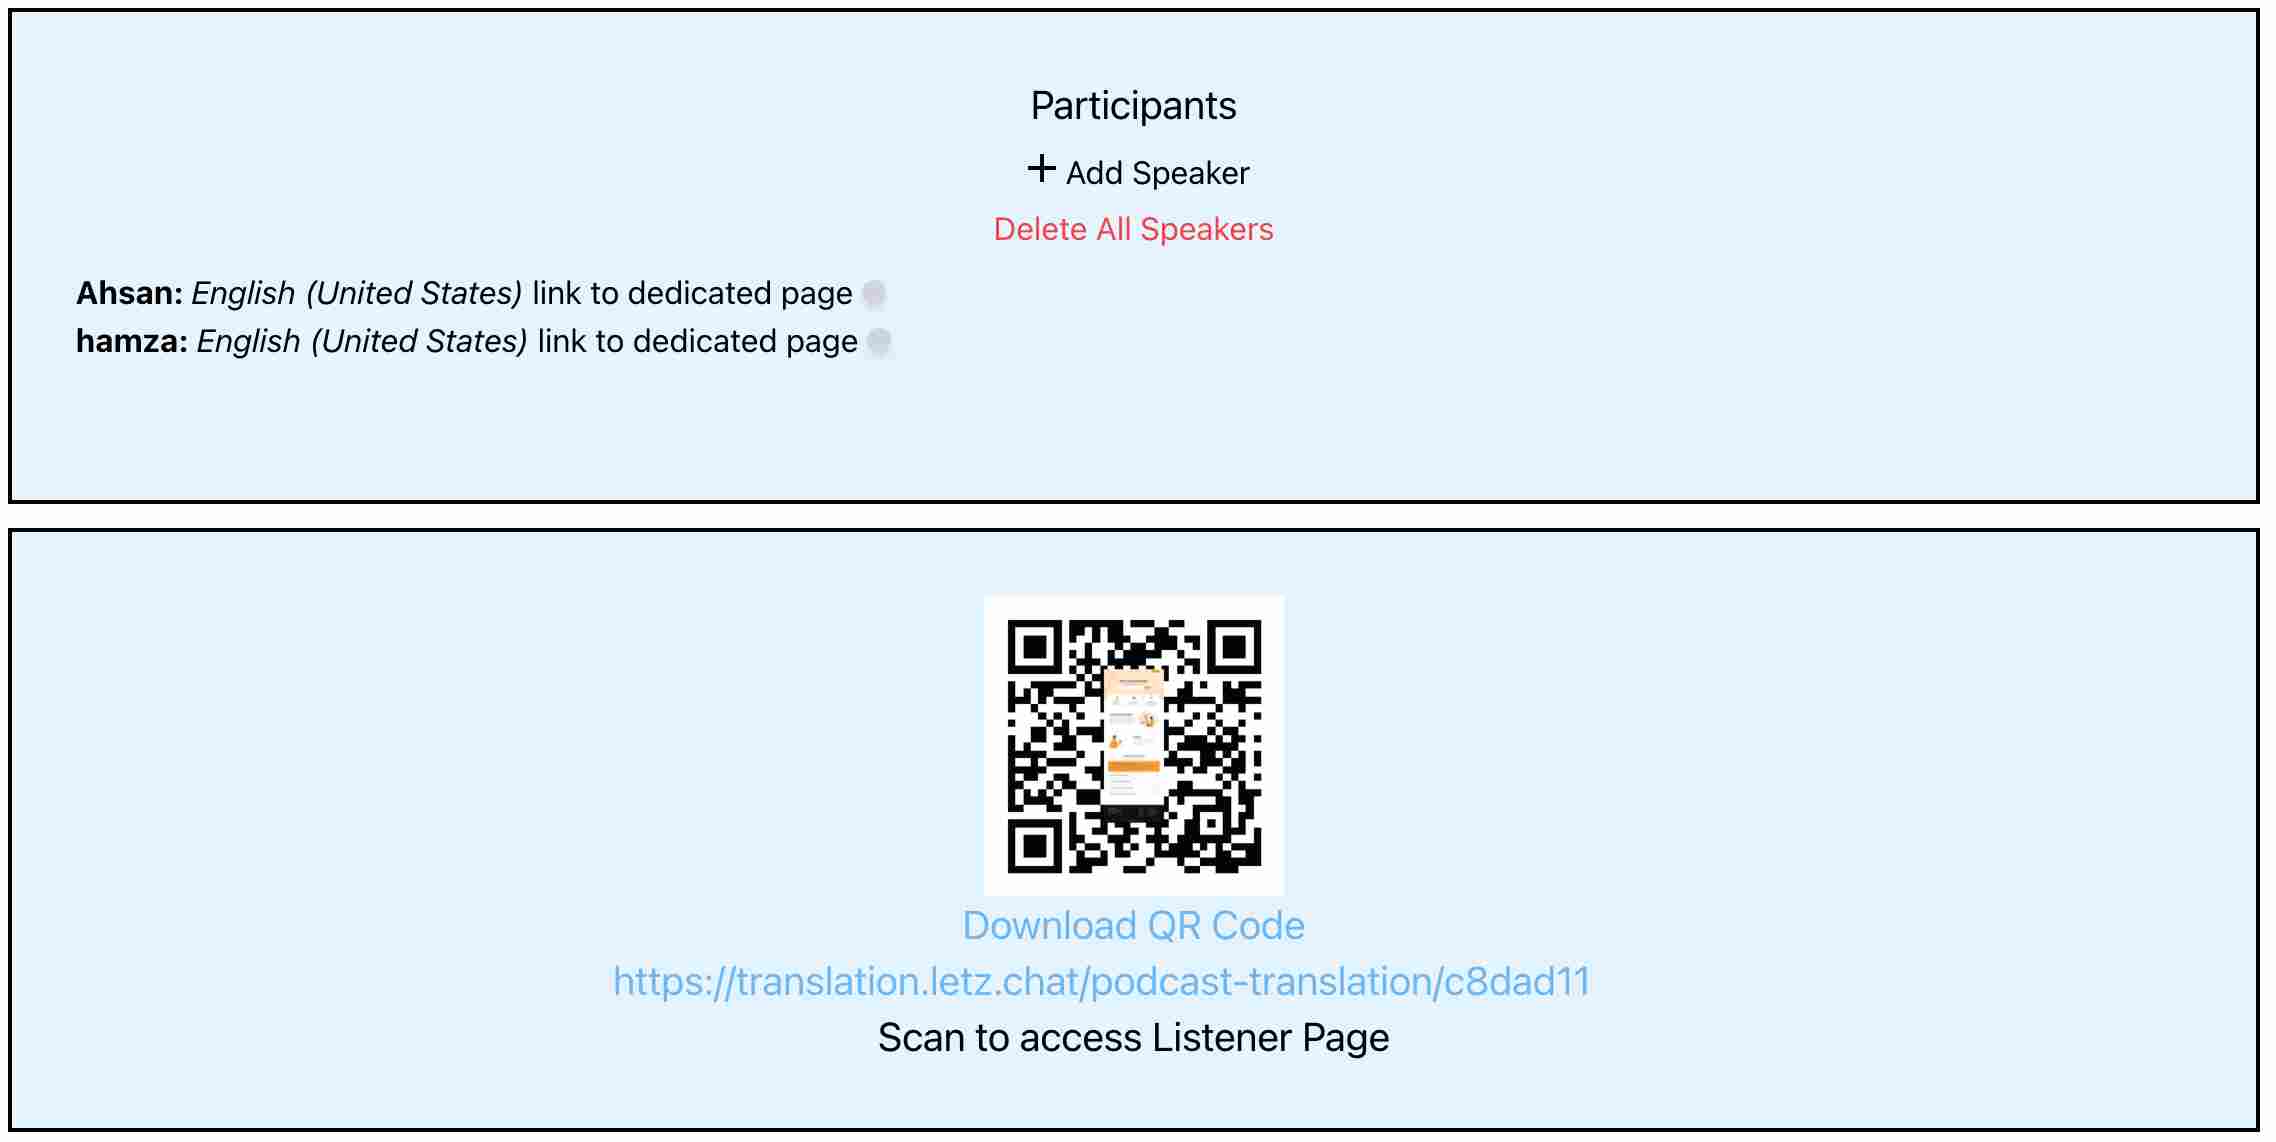 Participants
+ Add Speaker
Delete All Speakers
Ahsan: English (United States) link to dedicated page
hamza: English (United States) link to dedicated page
Download QR Code
https://translation.letz.chat/podcast-translation/c8dad11
Scan to access Listener Page